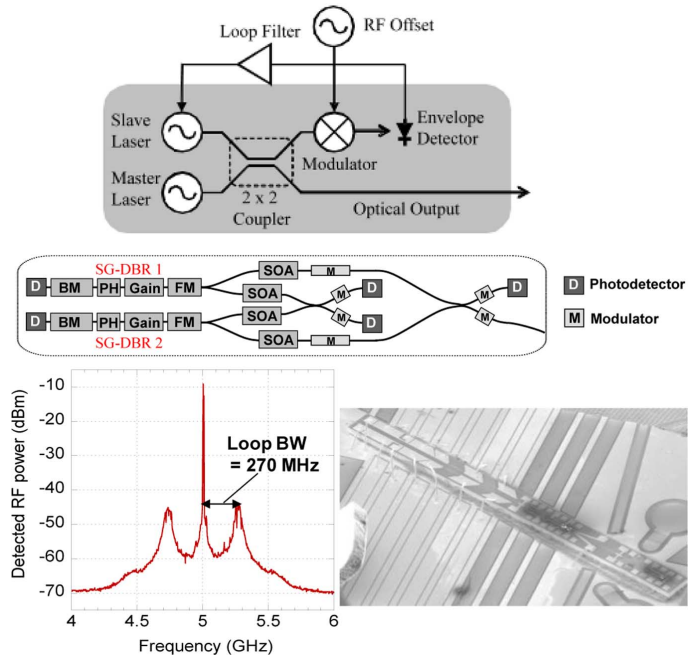 Loop Filter
RF Offset
Slave
Laser
Master
Laser
2 x 2
Coupler
Modulator
Envelope
Detector
Optical Output
SG-DBR 1
D BM PH Gain FM
SOA M
SOA M D
D BM PH Gain FM
SOA M D
SOA M
SG-DBR 2
M D
M
D Photodetector
M Modulator
Detected RF power (dBm)
-10
-20
-30
-40
-50
-60
-70
Loop BW
= 270 MHz
4 4.5 5 5.5 6
Frequency (GHz)